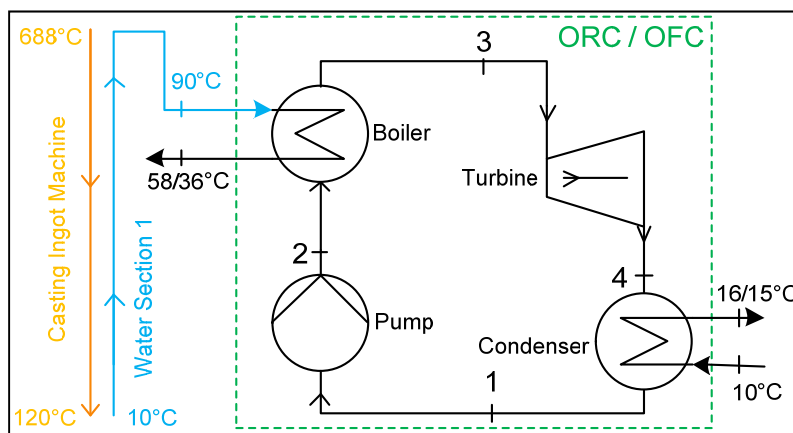 688°C
3
ORC / OFC
90°C
Boiler
58/36°C
Turbine
Casting Ingot Machine
Water Section 1
2
4
16/15°C
Pump
Condenser
1
10°C
120°C
10°C